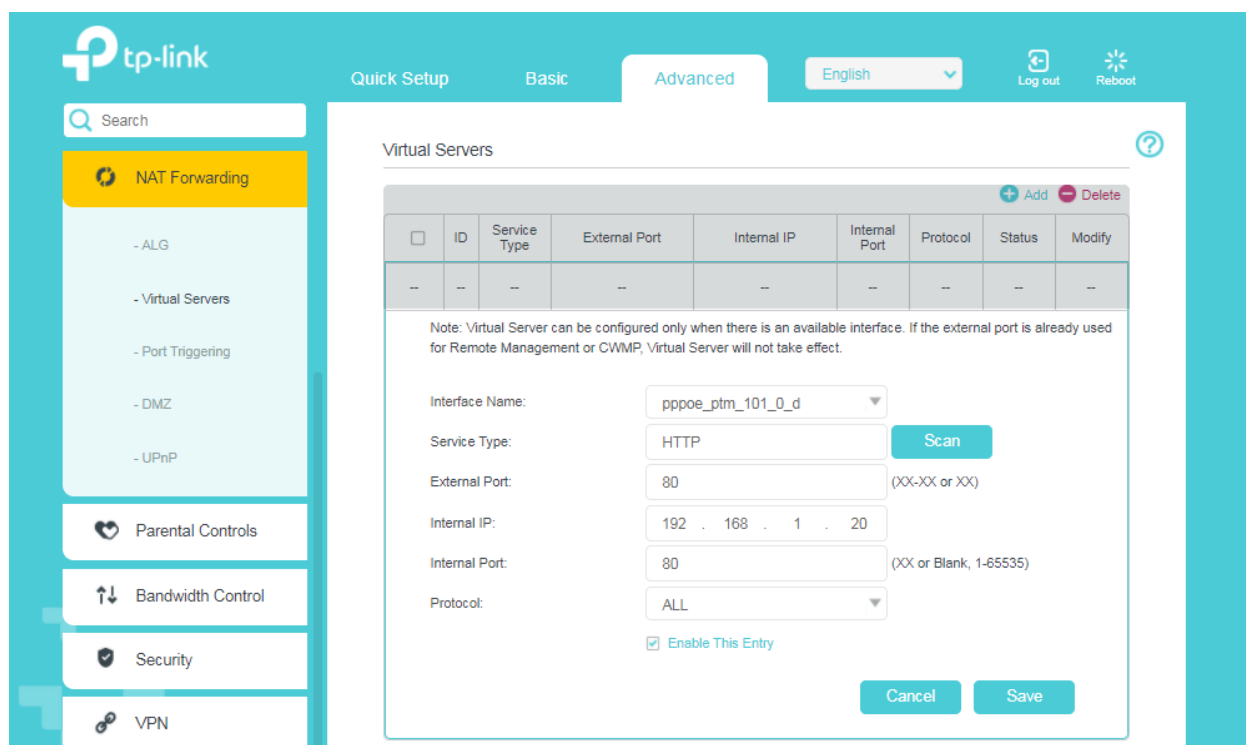 tp-link
Quick Setup
Basic
Advanced
English
Log out
Reboot
Search
NAT Forwarding
- ALG
- Virtual Servers
- Port Triggering
- DMZ
- UPnP
Parental Controls
Bandwidth Control
Security
VPN
Virtual Servers
?
Add Delete
ID Service Type External Port Internal IP Internal Port Protocol Status Modify
-- -- -- -- -- -- -- -- --
Note: Virtual Server can be configured only when there is an available interface. If the external port is already used
for Remote Management or CWMP, Virtual Server will not take effect.
Interface Name: pppoe_ptm_101_0_d
Service Type: HTTP Scan
External Port: 80 (XX-XX or XX)
Internal IP: 192 . 168 . 1 . 20
Internal Port: 80 (XX or Blank, 1-65535)
Protocol: ALL
Enable This Entry
Cancel Save